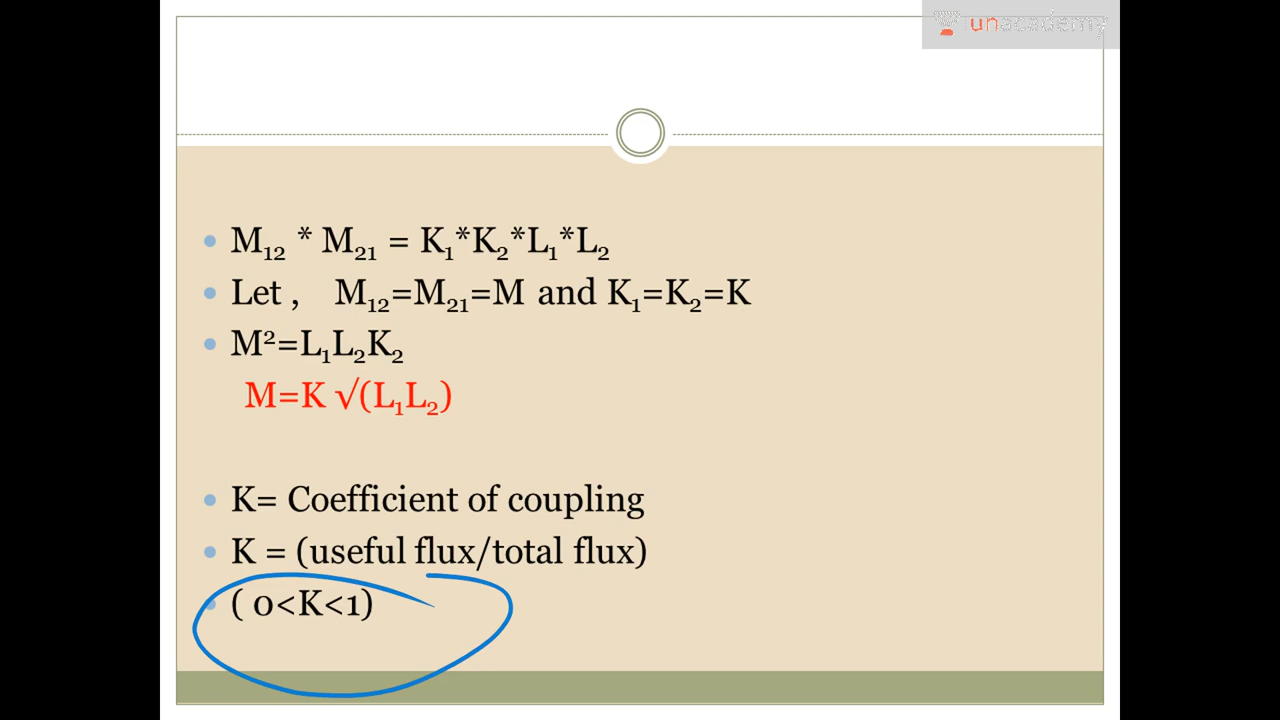 unacademy
M₁₂ * M₂₁ = K₁*K₂*L₁*L₂
Let , M₁₂=M₂₁=M and K₁=K₂=K
M²=L₁L₂K₂
M=K √(L₁L₂)
K= Coefficient of coupling
K = (useful flux/total flux)
( 0<K<1)